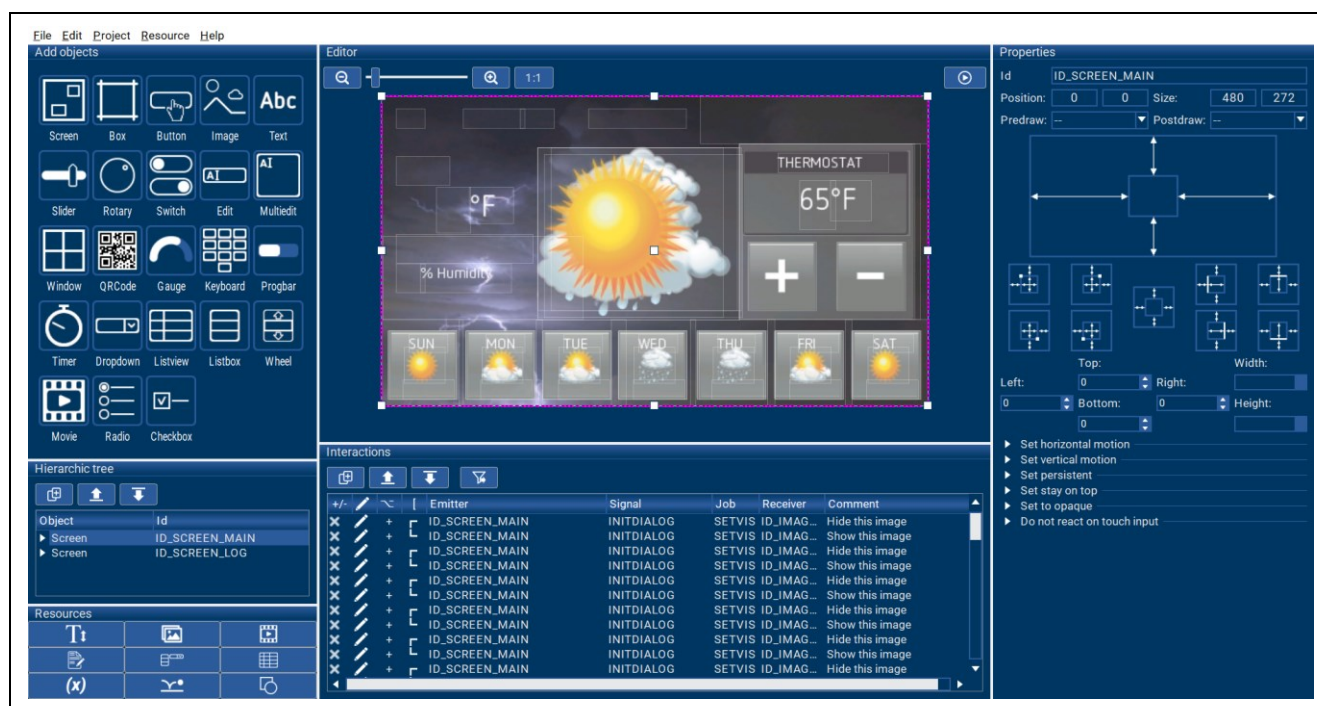 File Edit Project Resource Help
Add objects
Screen Box Button Image Abc Text
Slider Rotary Switch AI Edit AI Multiedit
Window QRCode Gauge Keyboard Progbar
Timer Dropdown Listview Listbox Wheel
Movie Radio Checkbox
Hierarchic tree
Object Id
Screen ID_SCREEN_MAIN
Screen ID_SCREEN_LOG
Resources
T
(x)
Editor
1:1
THERMOSTAT
°F 65°F
% Humidity + −
SUN MON TUE WED THU FRI SAT
Interactions
+/- [ Emitter Signal Job Receiver Comment
+ ID_SCREEN_MAIN INITDIALOG SETVIS ID_IMAG... Hide this image
+ ID_SCREEN_MAIN INITDIALOG SETVIS ID_IMAG... Show this image
+ ID_SCREEN_MAIN INITDIALOG SETVIS ID_IMAG... Hide this image
+ ID_SCREEN_MAIN INITDIALOG SETVIS ID_IMAG... Show this image
+ ID_SCREEN_MAIN INITDIALOG SETVIS ID_IMAG... Hide this image
+ ID_SCREEN_MAIN INITDIALOG SETVIS ID_IMAG... Show this image
+ ID_SCREEN_MAIN INITDIALOG SETVIS ID_IMAG... Hide this image
+ ID_SCREEN_MAIN INITDIALOG SETVIS ID_IMAG... Show this image
+ ID_SCREEN_MAIN INITDIALOG SETVIS ID_IMAG... Hide this image
+ ID_SCREEN_MAIN INITDIALOG SETVIS ID_IMAG... Show this image
+ ID_SCREEN_MAIN INITDIALOG SETVIS ID_IMAG... Hide this image
Properties
Id ID_SCREEN_MAIN
Position: 0 0 Size: 480 272
Predraw: -- Postdraw: --
Top: Width:
Left: 0 Right:
0 Bottom: 0 Height:
0
Set horizontal motion
Set vertical motion
Set persistent
Set stay on top
Set to opaque
Do not react on touch input